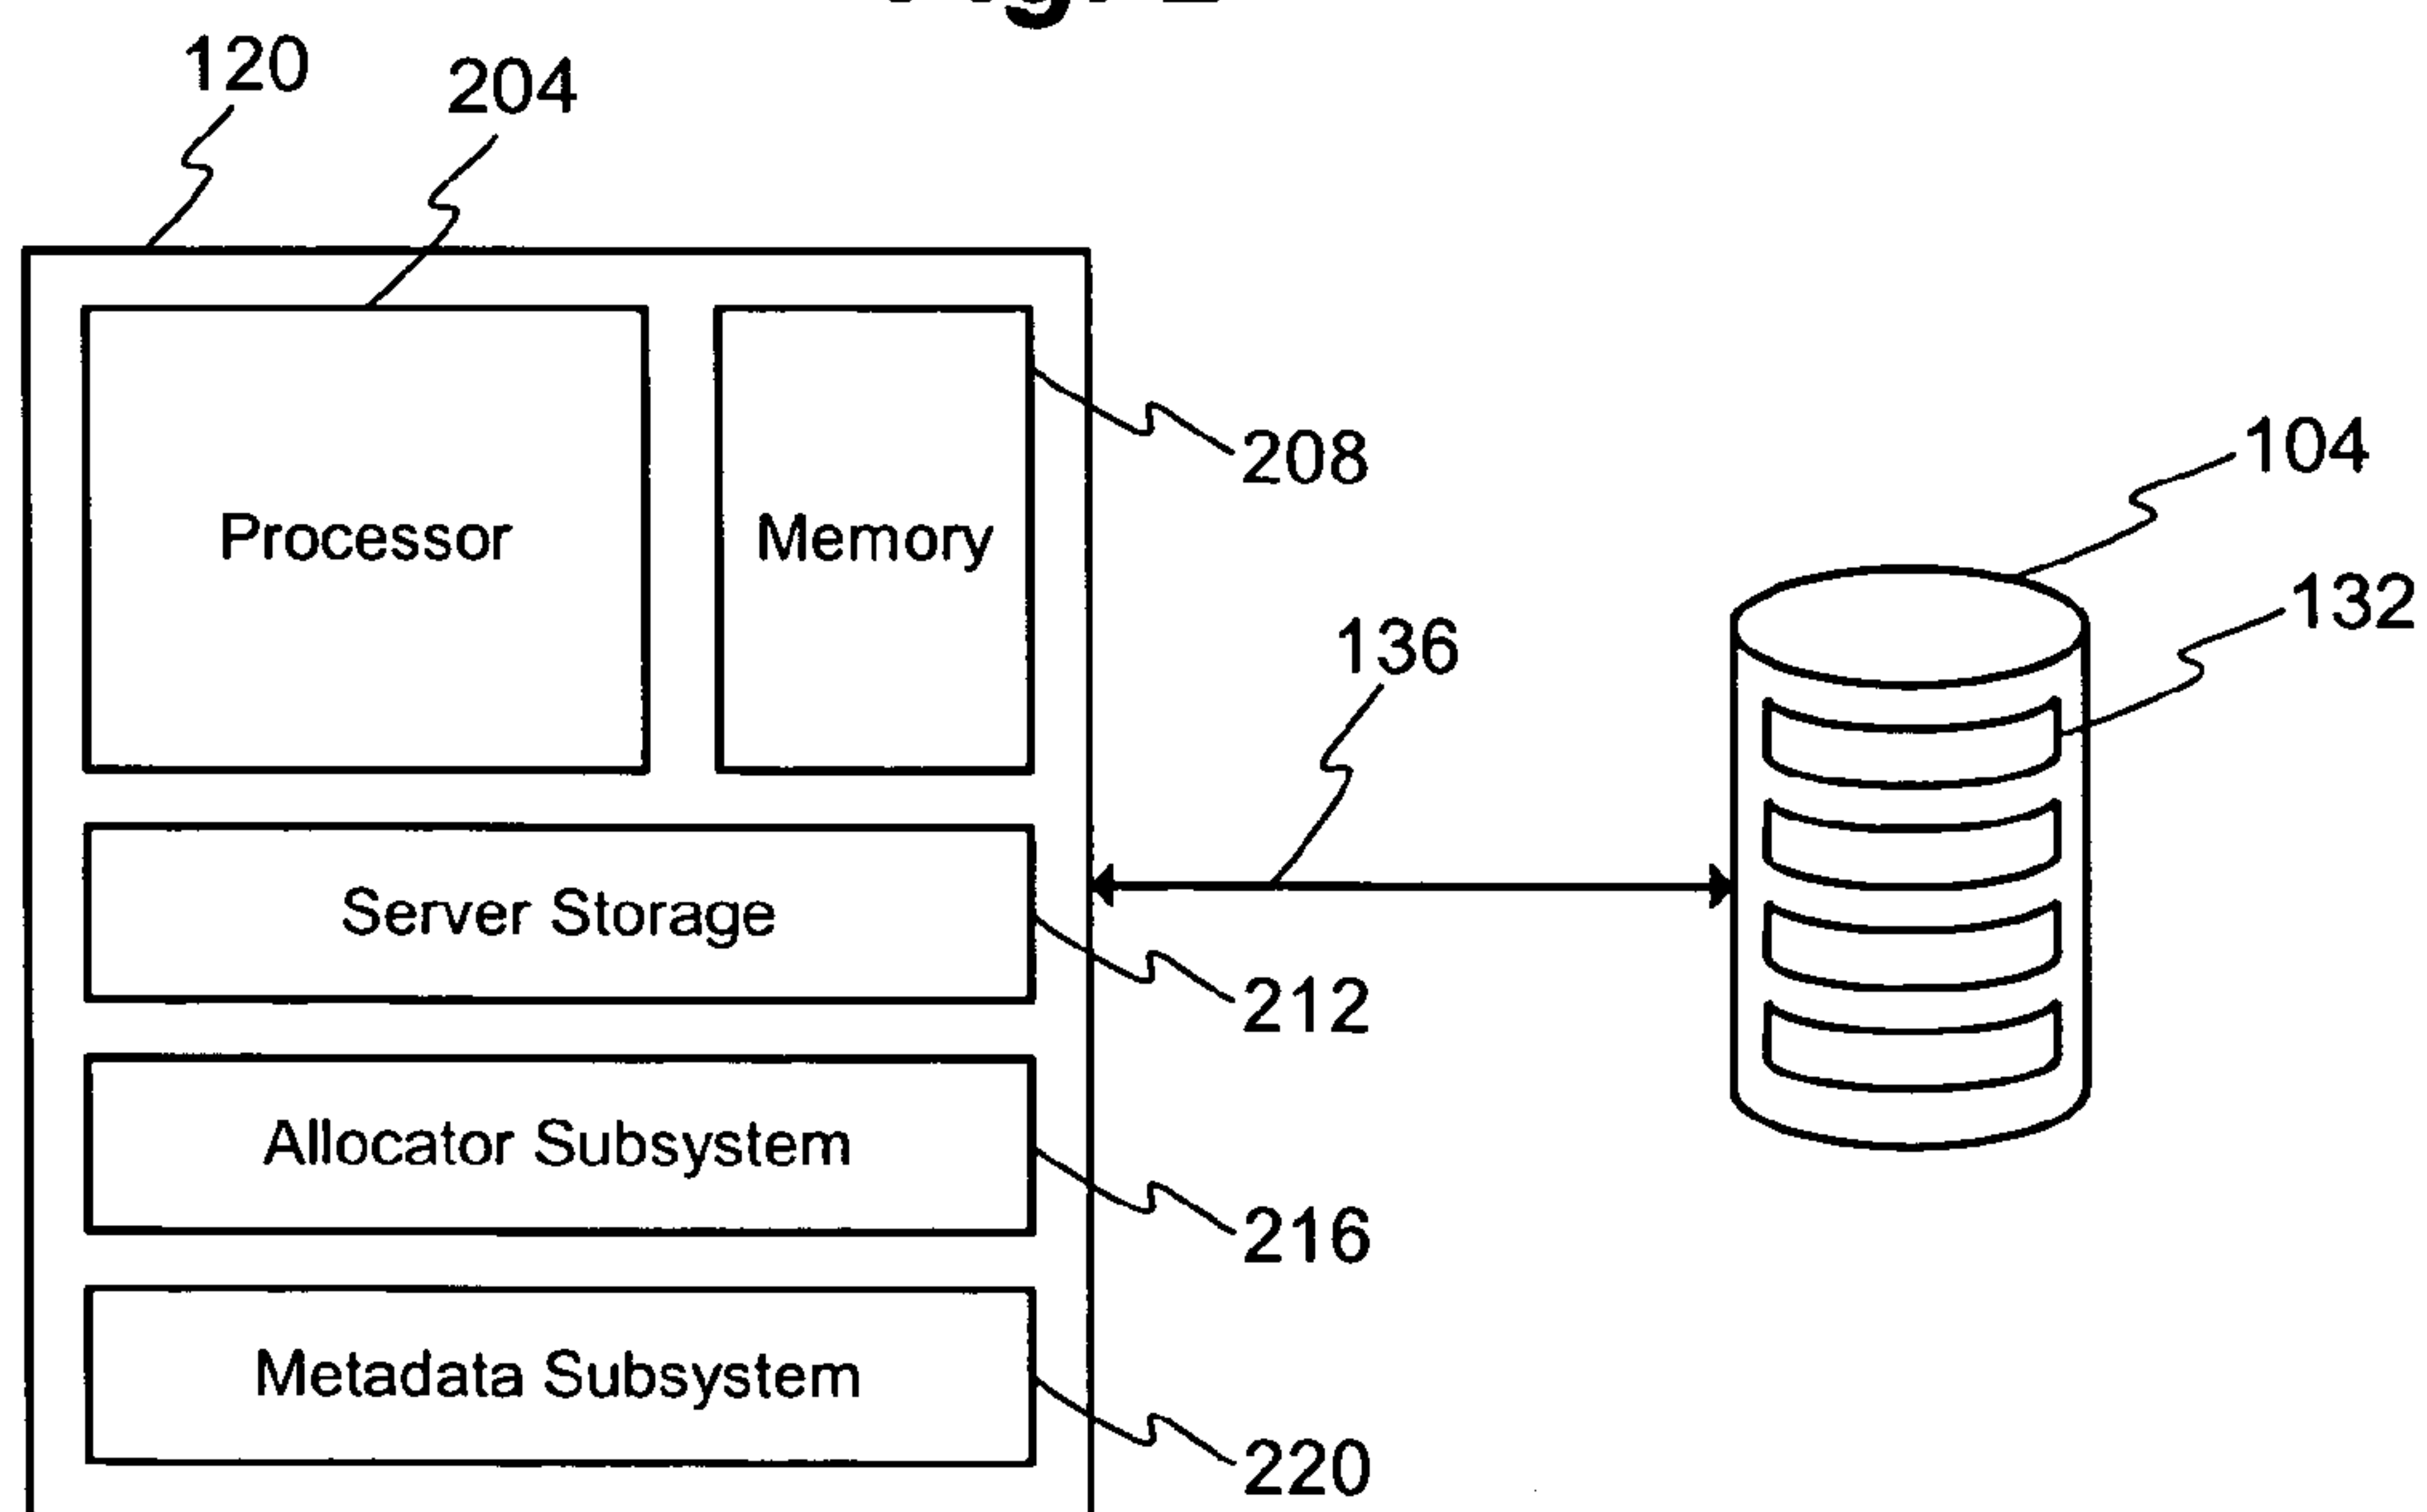 120
204
208
104
Processor
Memory
132
136
Server Storage
212
Allocator Subsystem
216
Metadata Subsystem
220